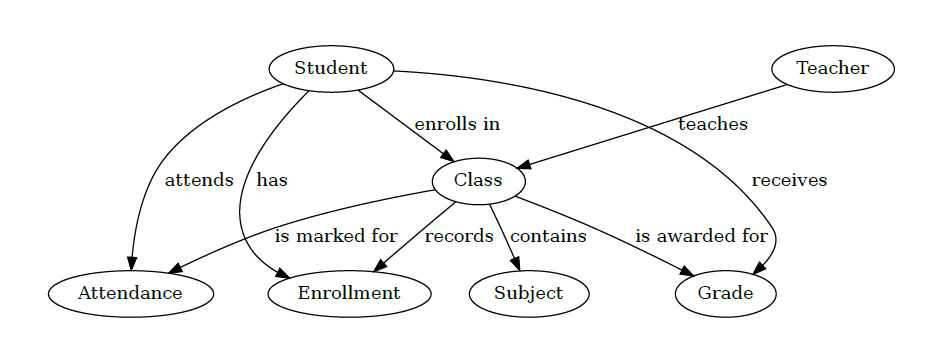 Student
Teacher
enrolls in
teaches
attends
has
Class
receives
is marked for
records
contains
is awarded for
Attendance
Enrollment
Subject
Grade